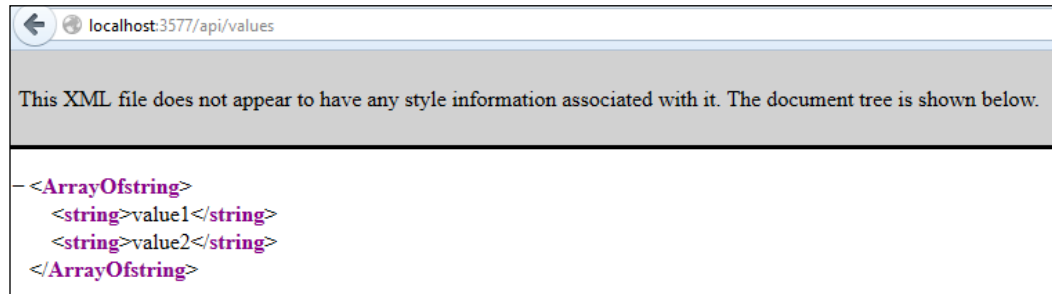 localhost:3577/api/values
This XML file does not appear to have any style information associated with it. The document tree is shown below.
− <ArrayOfstring>
<string>value1</string>
<string>value2</string>
</ArrayOfstring>